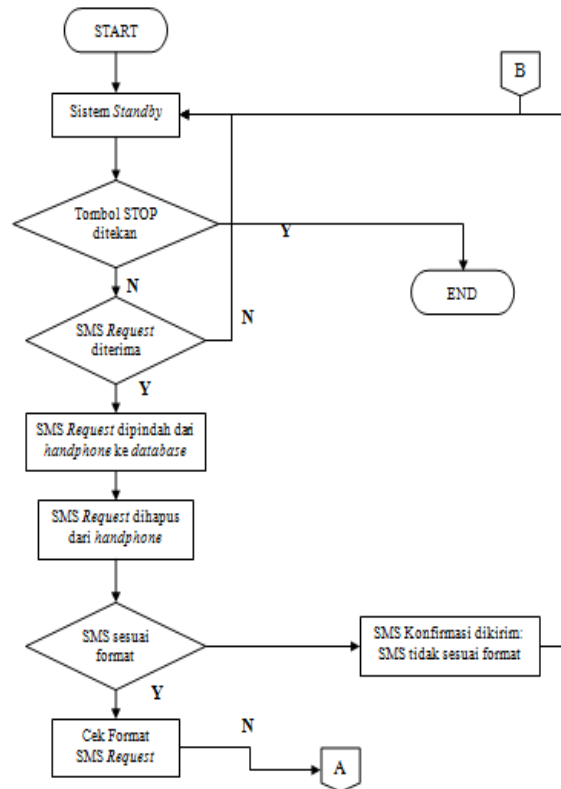 START
B
Sistem Standby
Tombol STOP
ditekan
Y
N
END
SMS Request
diterima
N
Y
SMS Request dipindah dari
handphone ke database
SMS Request dihapus
dari handphone
SMS sesuai
format
SMS Konfirmasi dikirim:
SMS tidak sesuai format
Y
N
Cek Format
SMS Request
A